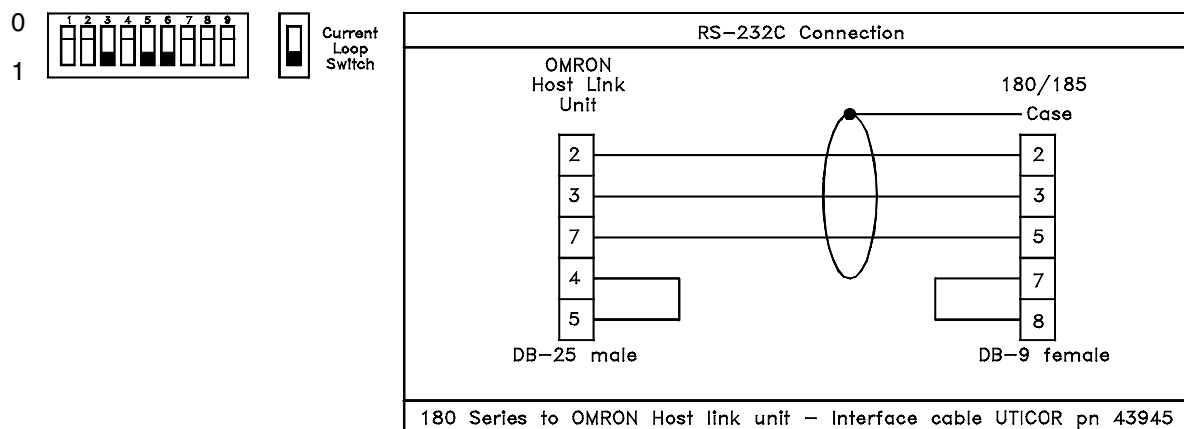 0
1
1 2 3 4 5 6 7 8 9
Current
Loop
Switch
RS-232C Connection
OMRON
Host Link
Unit
180/185
Case
2
3
7
4
5
2
3
5
7
8
DB-25 male
DB-9 female
180 Series to OMRON Host link unit - Interface cable UTICOR pn 43945